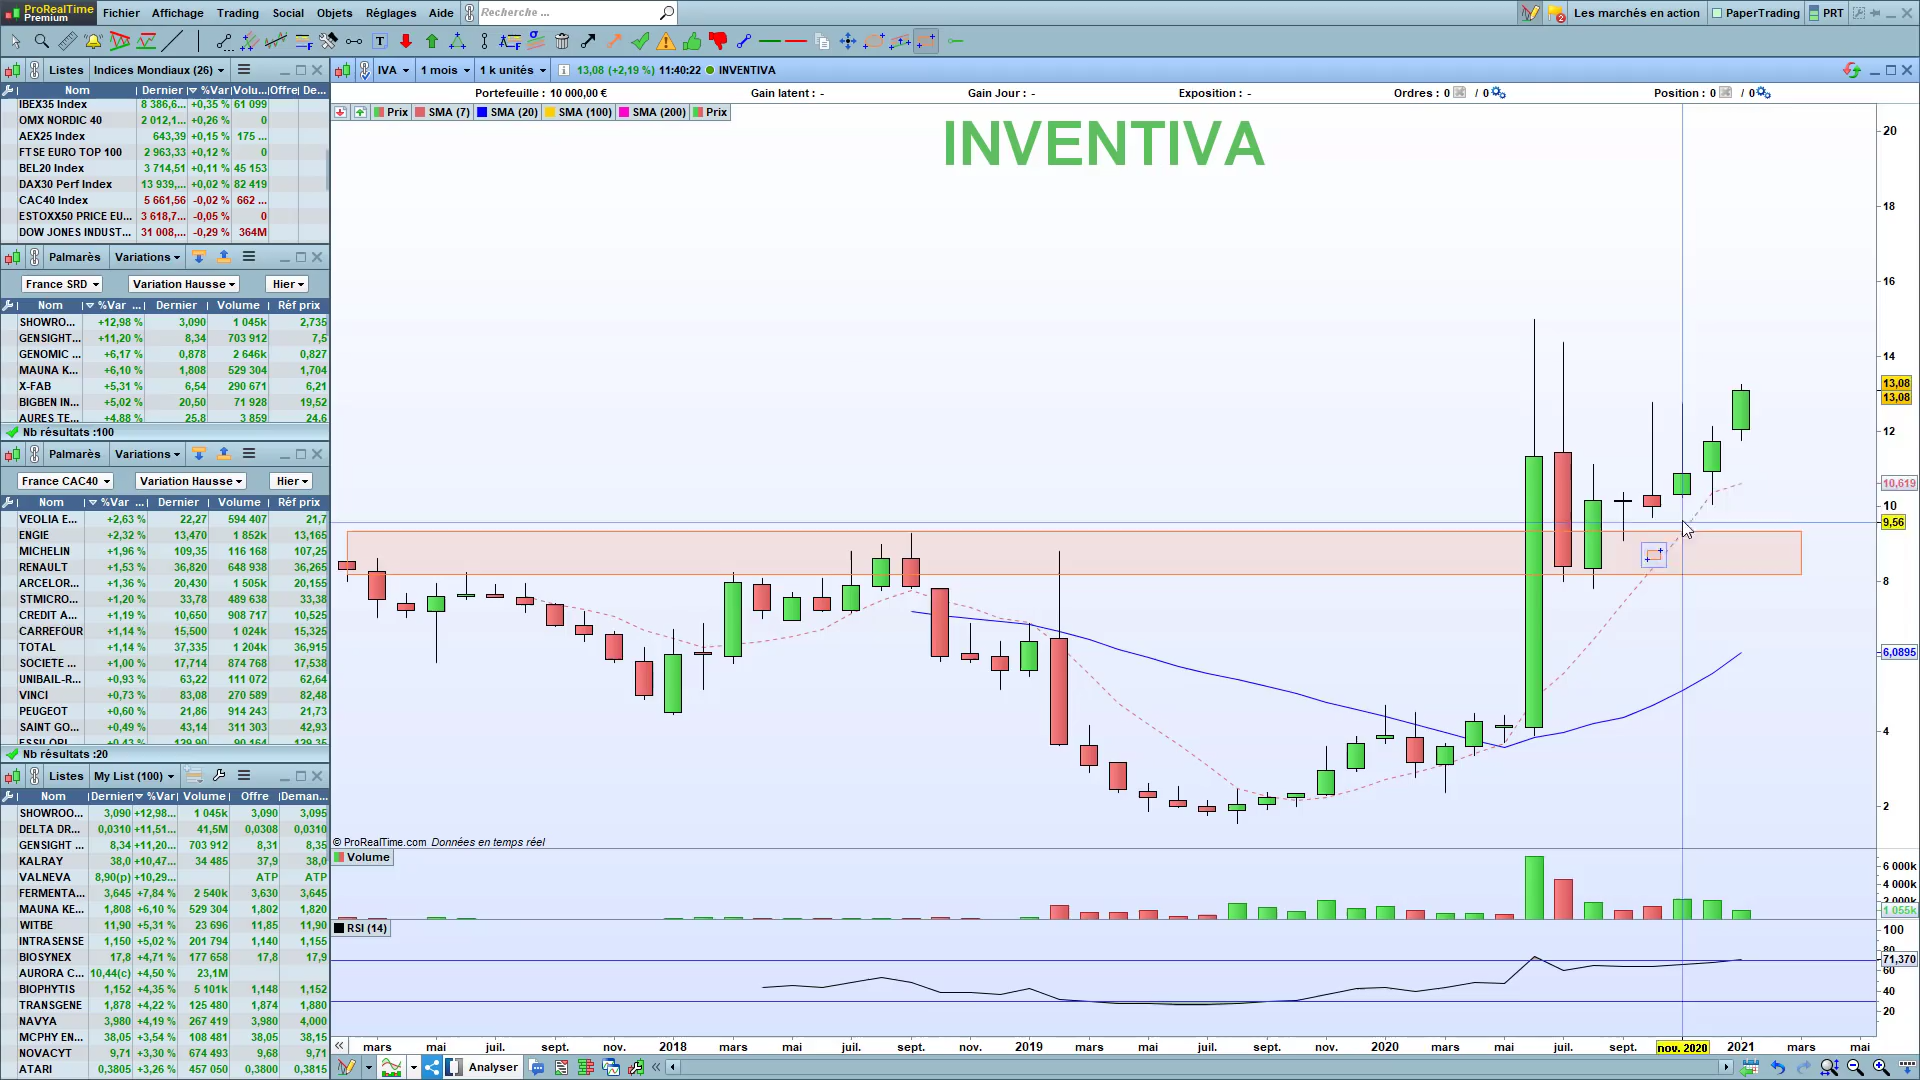 ProRealTime
Premium
Fichier Affichage Trading Social Objets Réglages Aide Recherche ... 2 Les marchés en action PaperTrading PRT
Listes Indices Mondiaux (26)
Nom Dernier %Var Volu... Offre De...
IBEX35 Index 8 386,6... +0,35 % 61 099
OMX NORDIC 40 2 012,1... +0,26 % 0
AEX25 Index 643,39 +0,15 % 175 ...
FTSE EURO TOP 100 2 963,33 +0,12 % 0
BEL20 Index 3 714,51 +0,11 % 45 153
DAX30 Perf Index 13 939,... +0,02 % 82 419
CAC40 Index 5 661,56 -0,02 % 662 ...
ESTOXX50 PRICE EU... 3 618,7... -0,05 % 0
DOW JONES INDUST... 31 008,... -0,29 % 364M
Palmarès Variations
France SRD Variation Hausse Hier
Nom %Var ... Dernier Volume Réf prix
SHOWRO... +12,98 % 3,090 1 045k 2,735
GENSIGHT... +11,20 % 8,34 703 912 7,5
GENOMIC ... +6,17 % 0,878 2 646k 0,827
MAUNA K... +6,10 % 1,808 529 304 1,704
X-FAB +5,31 % 6,54 290 671 6,21
BIGBEN IN... +5,02 % 20,50 71 928 19,52
AURES TE... +4,88 % 25,8 3 859 24,6
Nb résultats :100
Palmarès Variations
France CAC40 Variation Hausse Hier
Nom %Var ... Dernier Volume Réf prix
VEOLIA E... +2,63 % 22,27 594 407 21,7
ENGIE +2,32 % 13,470 1 852k 13,165
MICHELIN +1,96 % 109,35 116 168 107,25
RENAULT +1,53 % 36,820 648 938 36,265
ARCELOR... +1,36 % 20,430 1 505k 20,155
STMICRO... +1,20 % 33,78 489 638 33,38
CREDIT A... +1,19 % 10,650 908 717 10,525
CARREFOUR +1,14 % 15,500 1 024k 15,325
TOTAL +1,14 % 37,335 1 204k 36,915
SOCIETE ... +1,00 % 17,714 874 768 17,538
UNIBAIL-R... +0,93 % 63,22 111 072 62,64
VINCI +0,73 % 83,08 270 589 82,48
PEUGEOT +0,60 % 21,86 914 243 21,73
SAINT GO... +0,49 % 43,14 311 303 42,93
ESSILORL... +0,43 % 129,90 90 164 129,35
Nb résultats :20
Listes My List (100)
Nom Dernier %Var Volume Offre Deman...
SHOWROO... 3,090 +12,98... 1 045k 3,090 3,095
DELTA DR... 0,0310 +11,51... 41,5M 0,0308 0,0310
GENSIGHT ... 8,34 +11,20... 703 912 8,31 8,35
KALRAY 38,0 +10,47... 34 485 37,9 38,0
VALNEVA 8,90(p) +10,29... ATP ATP
FERMENTA... 3,645 +7,84 % 2 540k 3,630 3,645
MAUNA KE... 1,808 +6,10 % 529 304 1,802 1,820
WITBE 11,90 +5,31 % 23 696 11,85 11,90
INTRASENSE 1,150 +5,02 % 201 794 1,140 1,155
BIOSYNEX 17,8 +4,71 % 177 658 17,8 17,9
AURORA C... 10,44(c) +4,50 % 23,1M
BIOPHYTIS 1,152 +4,35 % 5 101k 1,148 1,152
TRANSGENE 1,878 +4,22 % 125 480 1,874 1,880
NAVYA 3,980 +4,19 % 267 419 3,980 4,000
MCPHY EN... 38,05 +3,54 % 108 481 38,05 38,15
NOVACYT 9,71 +3,30 % 674 493 9,68 9,71
ATARI 0,3805 +3,26 % 457 050 0,3800 0,3815
IVA 1 mois 1 k unités 13,08 (+2,19 %) 11:40:22 INVENTIVA
Portefeuille : 10 000,00 € Gain latent : - Gain Jour : - Exposition : - Ordres : 0 / 0 Position : 0 / 0
Prix SMA (7) SMA (20) SMA (100) SMA (200) Prix
INVENTIVA
20
18
16
14
13,08
13,08
12
10,619
10
9,56
8
6,0895
4
2
© ProRealTime.com Données en temps réel
Volume
6 000k
4 000k
2 000k
1 055k
RSI (14)
100
80
71,370
60
40
20
mars mai juil. sept. nov. 2018 mars mai juil. sept. nov. 2019 mars mai juil. sept. nov. 2020 mars mai juil. sept. nov. 2020 2021 mars mai
Analyser